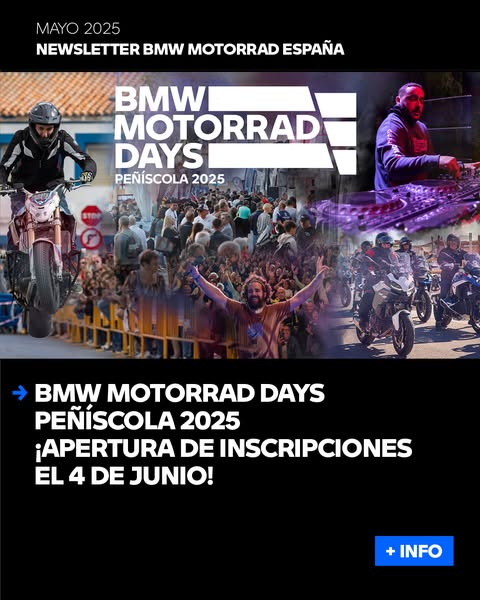 MAYO 2025
NEWSLETTER BMW MOTORRAD ESPAÑA
BMW
MOTORRAD
DAYS
PEÑÍSCOLA 2025
STOP
BMW MOTORRAD DAYS
PEÑÍSCOLA 2025
¡APERTURA DE INSCRIPCIONES
EL 4 DE JUNIO!
+ INFO